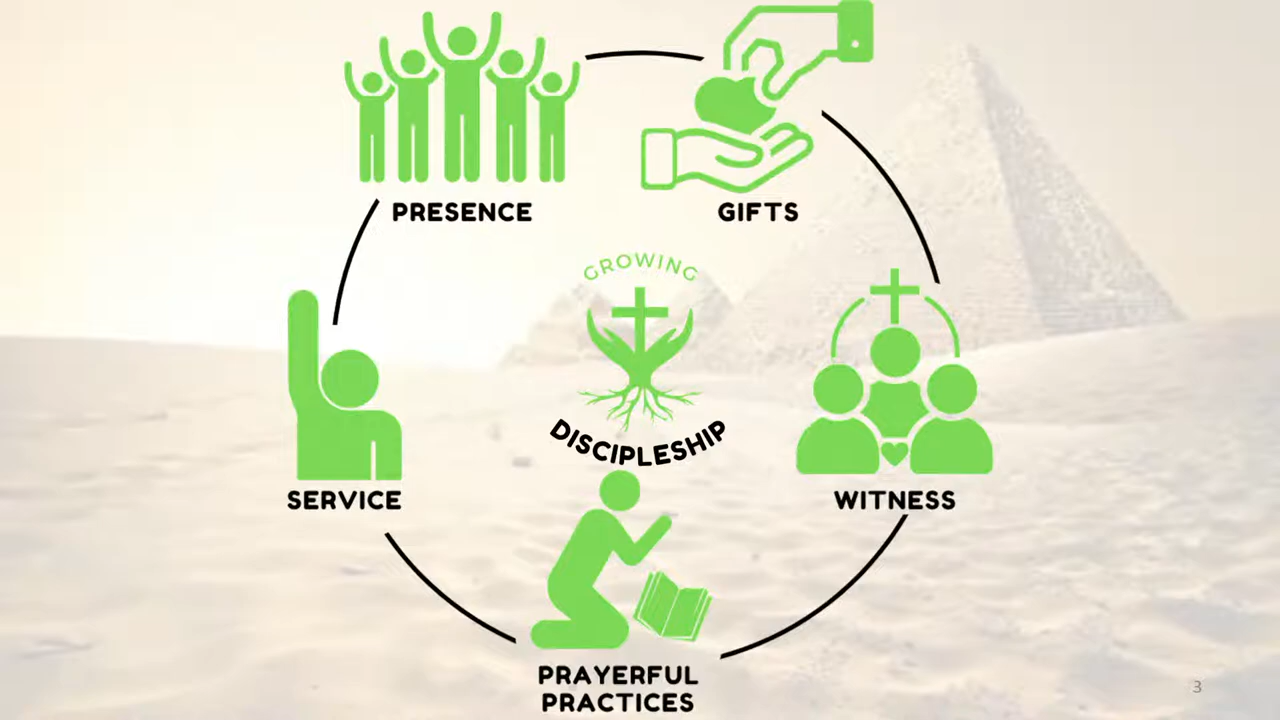 PRESENCE
GIFTS
GROWING
DISCIPLESHIP
SERVICE
WITNESS
PRAYERFUL
PRACTICES
3